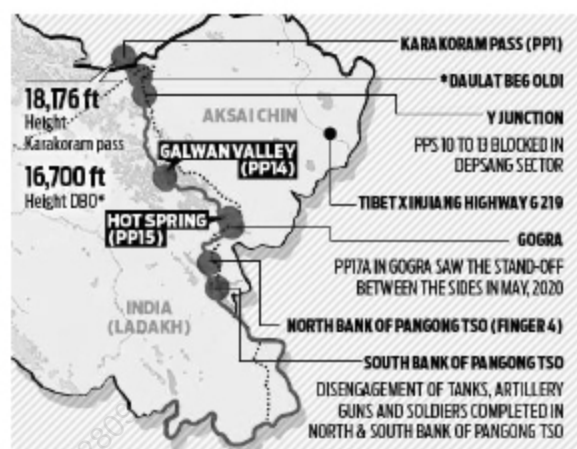 KARAKORAM PASS (PP1)
*DAULAT BEG OLDI
18,176 ft
Height
Karakoram pass
AKSAI CHIN
Y JUNCTION
PPS 10 TO 13 BLOCKED IN
DEPSANG SECTOR
GALWAN VALLEY
(PP14)
16,700 ft
Height DBO*
TIBET XINJIANG HIGHWAY G 219
HOT SPRING
(PP15)
GOGRA
PP17A IN GOGRA SAW THE STAND-OFF
BETWEEN THE SIDES IN MAY, 2020
INDIA
(LADAKH)
NORTH BANK OF PANGONG TSO (FINGER 4)
SOUTH BANK OF PANGONG TSO
DISENGAGEMENT OF TANKS, ARTILLERY
GUNS AND SOLDIERS COMPLETED IN
NORTH & SOUTH BANK OF PANGONG TSO